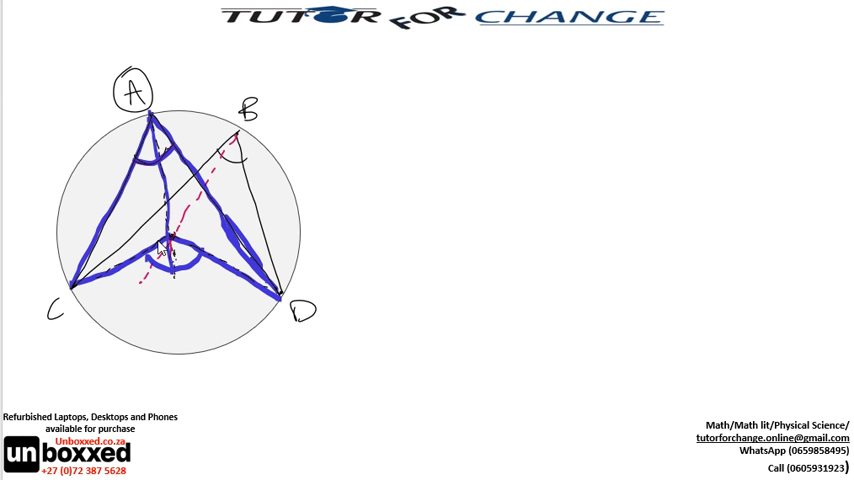 TUTOR FOR CHANGE
A
B
C
D
Refurbished Laptops, Desktops and Phones
available for purchase
Unboxxed.co.za
unboxxed
+27 (0)72 387 5628
Math/Math lit/Physical Science/
tutorforchange.online@gmail.com
WhatsApp (0659858495)
Call (0605931923)